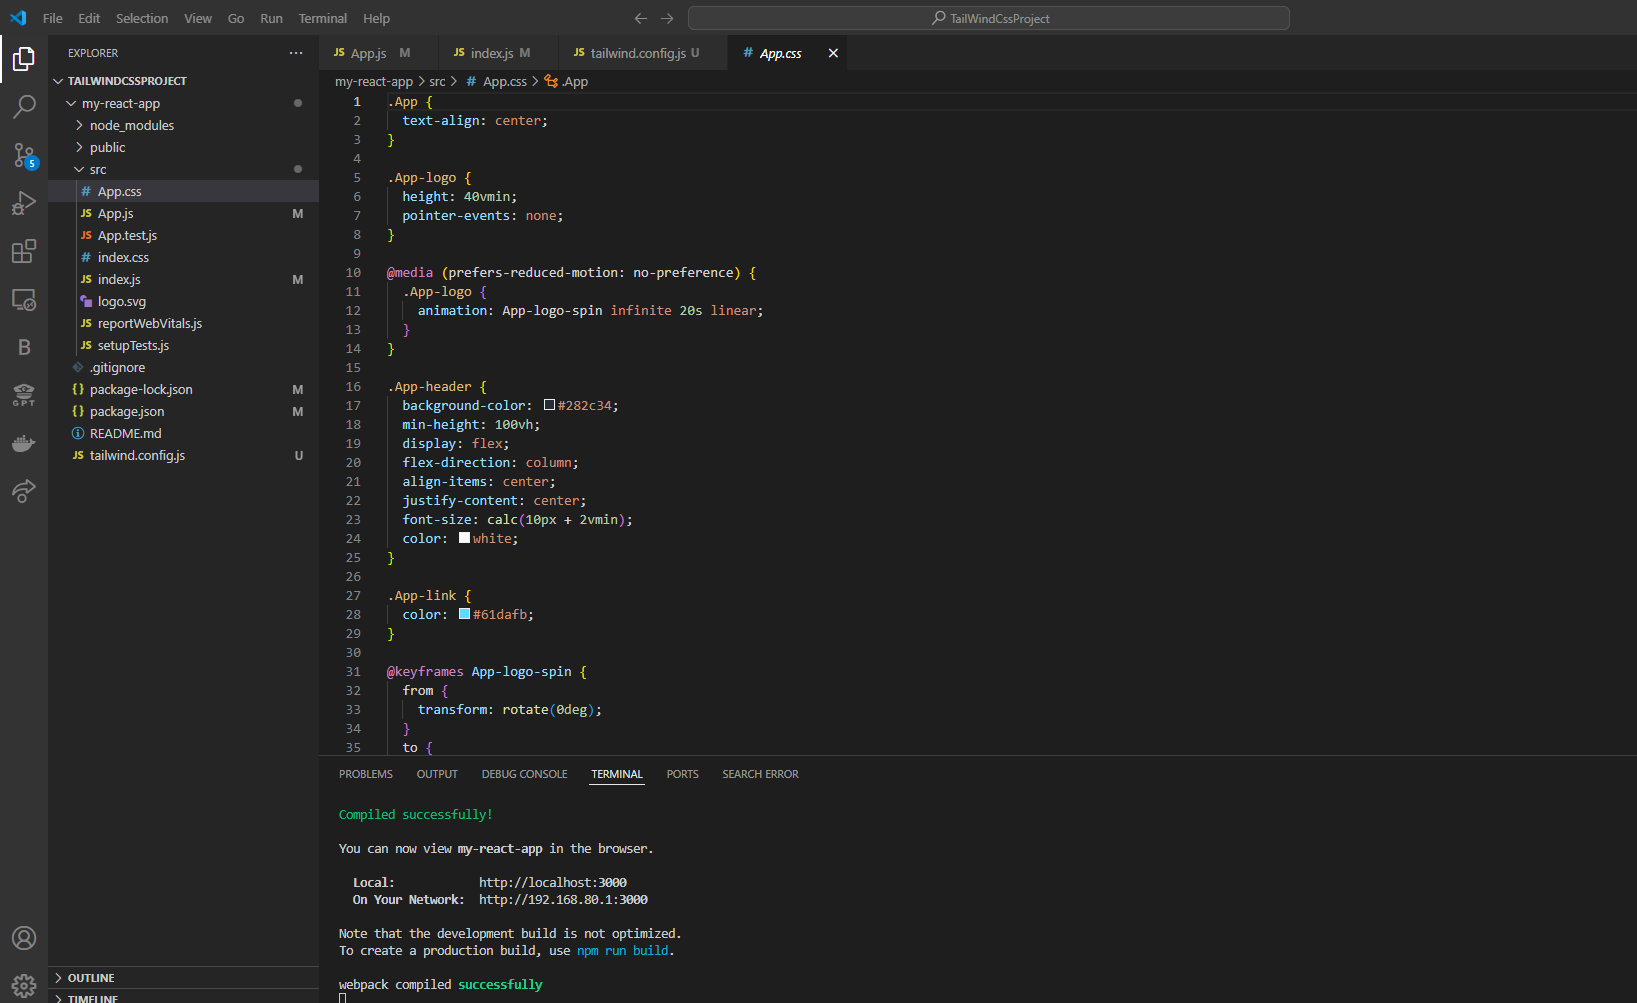 File Edit Selection View Go Run Terminal Help
TailWindCssProject
EXPLORER
TAILWINDCSSPROJECT
my-react-app
node_modules
public
src
# App.css
JS App.js M
JS App.test.js
# index.css
JS index.js M
logo.svg
JS reportWebVitals.js
JS setupTests.js
.gitignore
{} package-lock.json M
{} package.json M
README.md
JS tailwind.config.js U
OUTLINE
TIMELINE
5
B
GPT
JS App.js M JS index.js M JS tailwind.config.js U # App.css
my-react-app > src > # App.css > .App
1 .App {
2 text-align: center;
3 }
4
5 .App-logo {
6 height: 40vmin;
7 pointer-events: none;
8 }
9
10 @media (prefers-reduced-motion: no-preference) {
11 .App-logo {
12 animation: App-logo-spin infinite 20s linear;
13 }
14 }
15
16 .App-header {
17 background-color: #282c34;
18 min-height: 100vh;
19 display: flex;
20 flex-direction: column;
21 align-items: center;
22 justify-content: center;
23 font-size: calc(10px + 2vmin);
24 color: white;
25 }
26
27 .App-link {
28 color: #61dafb;
29 }
30
31 @keyframes App-logo-spin {
32 from {
33 transform: rotate(0deg);
34 }
35 to {
PROBLEMS OUTPUT DEBUG CONSOLE TERMINAL PORTS SEARCH ERROR
Compiled successfully!
You can now view my-react-app in the browser.
Local: http://localhost:3000
On Your Network: http://192.168.80.1:3000
Note that the development build is not optimized.
To create a production build, use npm run build.
webpack compiled successfully